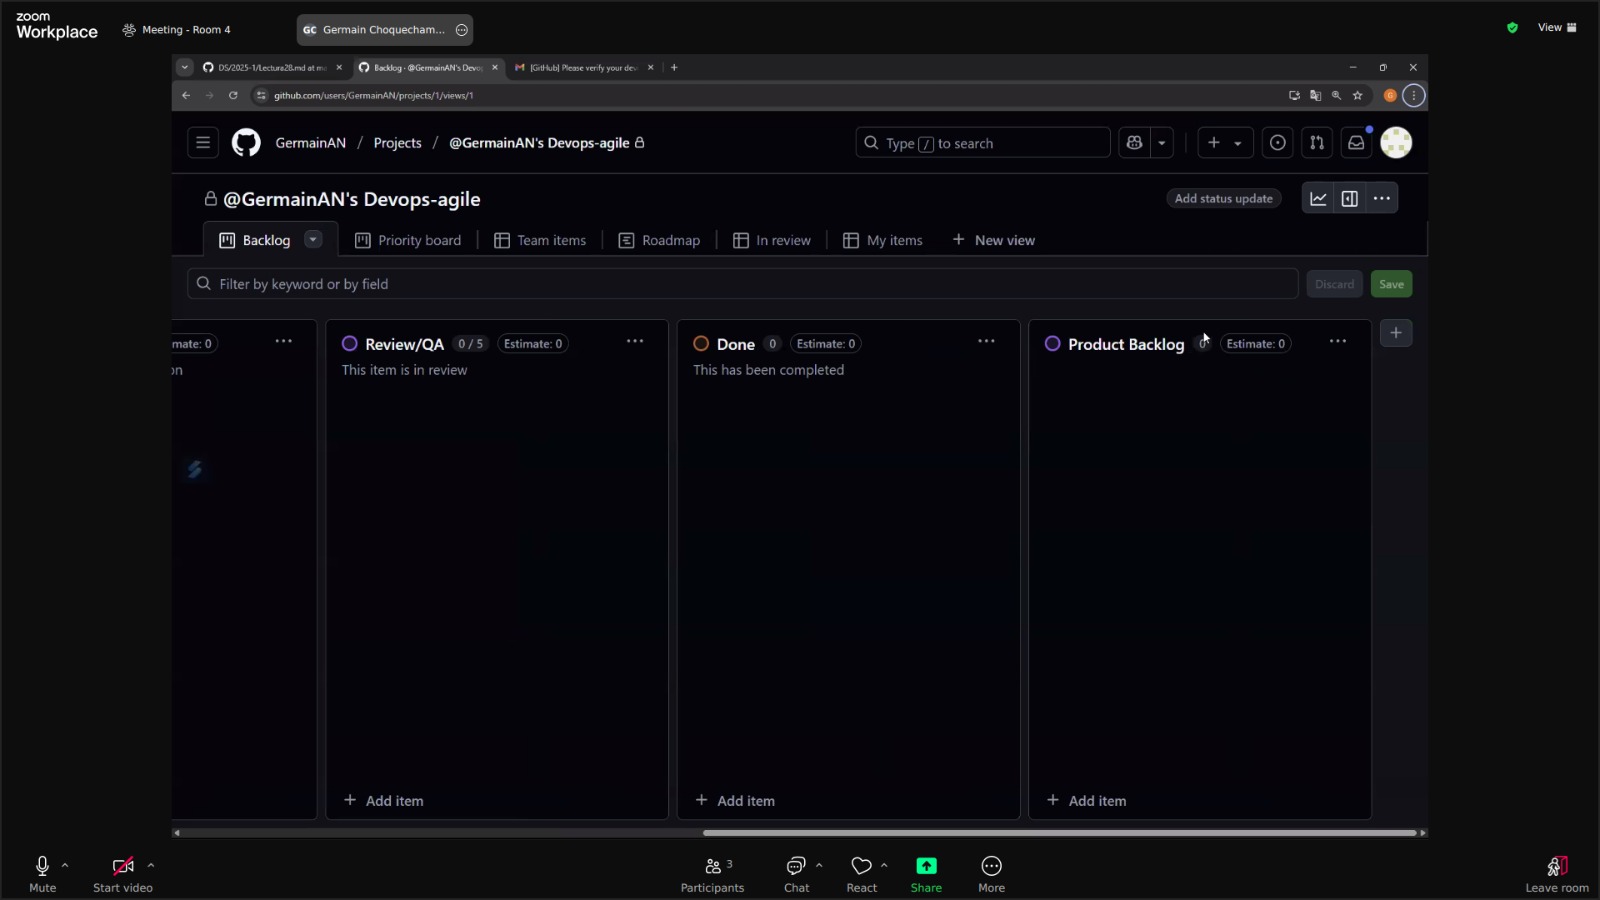 zoom
Workplace
Meeting - Room 4
GC Germain Choquecham...
View
DS/2025-1/Lectura28.md at ma
Backlog · @GermainAN's Devo
[GitHub] Please verify your dev
github.com/users/GermainAN/projects/1/views/1
GermainAN / Projects / @GermainAN's Devops-agile
Type / to search
@GermainAN's Devops-agile
Add status update
Backlog
Priority board
Team items
Roadmap
In review
My items
New view
Filter by keyword or by field
Discard
Save
mate: 0
on
Review/QA 0 / 5 Estimate: 0
This item is in review
Done 0 Estimate: 0
This has been completed
Product Backlog 0 Estimate: 0
+ Add item
+ Add item
+ Add item
Mute
Start video
Participants 3
Chat
React
Share
More
Leave room